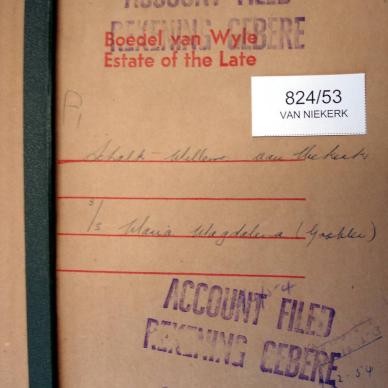 ACCOUNT FILED
REKENING GEBERE
Boedel van Wyle
Estate of the Late
824/53
VAN NIEKERK
Schalk Willem van Niekerk
s/s Maria Magdalena (Grobler)
ACCOUNT FILED
REKENING GEBERE